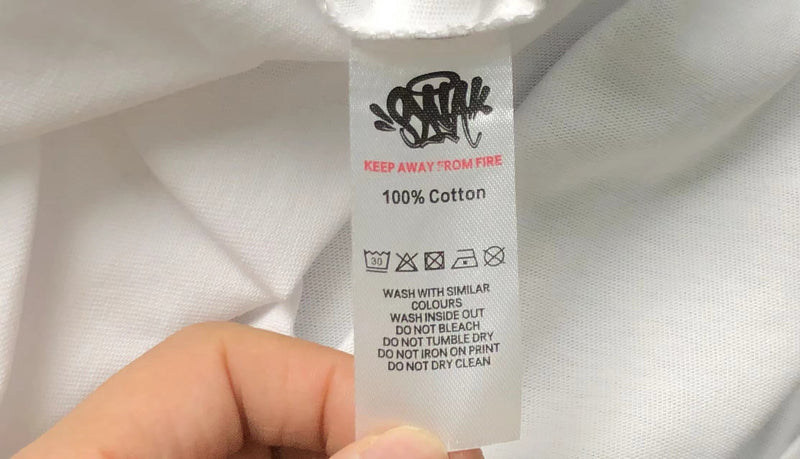 KEEP AWAY FROM FIRE
100% Cotton
30
WASH WITH SIMILAR
COLOURS
WASH INSIDE OUT
DO NOT BLEACH
DO NOT TUMBLE DRY
DO NOT IRON ON PRINT
DO NOT DRY CLEAN